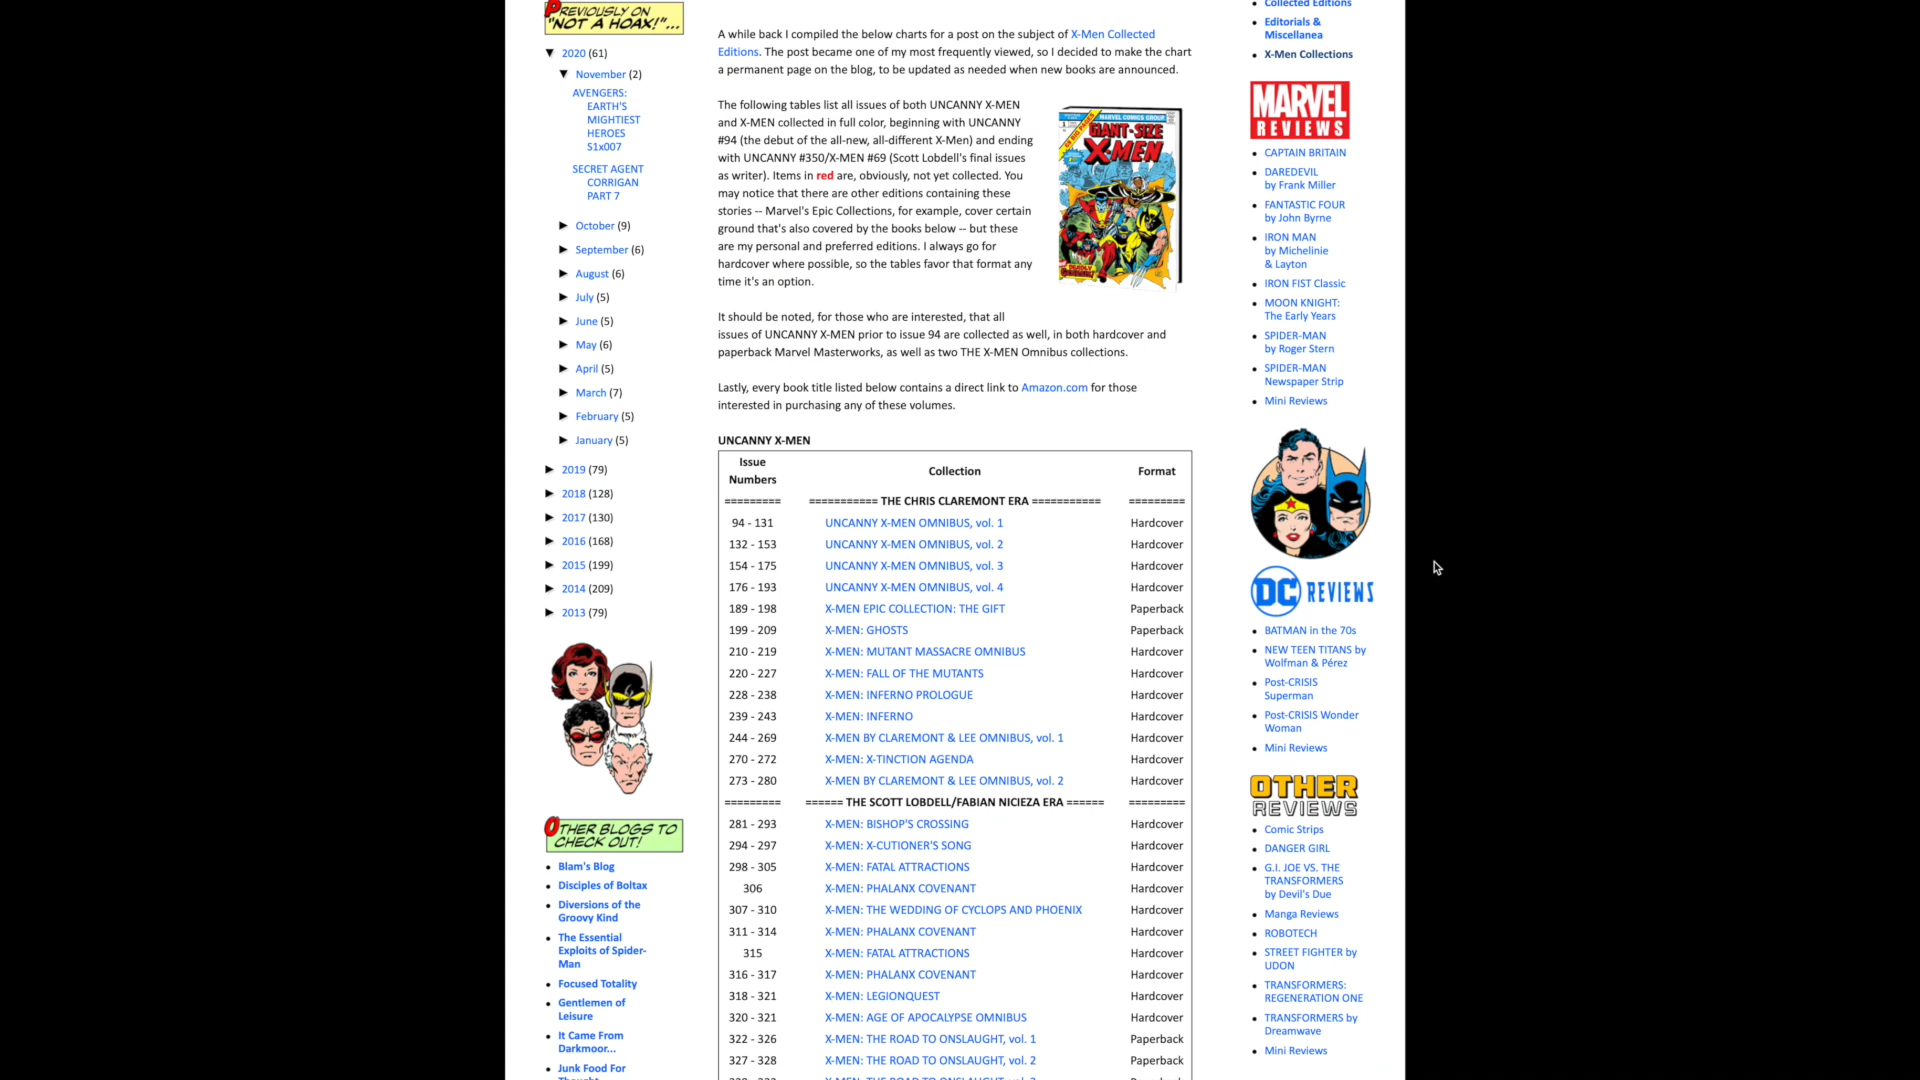 PREVIOUSLY ON
"NOT A HOAX!"...
▼ 2020 (61)
▼ November (2)
AVENGERS:
EARTH'S
MIGHTIEST
HEROES
S1x007
SECRET AGENT
CORRIGAN
PART 7
► October (9)
► September (6)
► August (6)
► July (5)
► June (5)
► May (6)
► April (5)
► March (7)
► February (5)
► January (5)
► 2019 (79)
► 2018 (128)
► 2017 (130)
► 2016 (168)
► 2015 (199)
► 2014 (209)
► 2013 (79)
OTHER BLOGS TO
CHECK OUT!
Blam's Blog
Disciples of Boltax
Diversions of the
Groovy Kind
The Essential
Exploits of Spider-
Man
Focused Totality
Gentlemen of
Leisure
It Came From
Darkmoor...
Junk Food For
A while back I compiled the below charts for a post on the subject of X-Men Collected
Editions. The post became one of my most frequently viewed, so I decided to make the chart
a permanent page on the blog, to be updated as needed when new books are announced.
The following tables list all issues of both UNCANNY X-MEN
and X-MEN collected in full color, beginning with UNCANNY
#94 (the debut of the all-new, all-different X-Men) and ending
with UNCANNY #350/X-MEN #69 (Scott Lobdell's final issues
as writer). Items in red are, obviously, not yet collected. You
may notice that there are other editions containing these
stories -- Marvel's Epic Collections, for example, cover certain
ground that's also covered by the books below -- but these
are my personal and preferred editions. I always go for
hardcover where possible, so the tables favor that format any
time it's an option.
MARVEL COMICS GROUP
GIANT-SIZE
X-MEN
It should be noted, for those who are interested, that all
issues of UNCANNY X-MEN prior to issue 94 are collected as well, in both hardcover and
paperback Marvel Masterworks, as well as two THE X-MEN Omnibus collections.
Lastly, every book title listed below contains a direct link to Amazon.com for those
interested in purchasing any of these volumes.
UNCANNY X-MEN
Issue
Numbers Collection Format
========= =========== THE CHRIS CLAREMONT ERA =========== =========
94 - 131 UNCANNY X-MEN OMNIBUS, vol. 1 Hardcover
132 - 153 UNCANNY X-MEN OMNIBUS, vol. 2 Hardcover
154 - 175 UNCANNY X-MEN OMNIBUS, vol. 3 Hardcover
176 - 193 UNCANNY X-MEN OMNIBUS, vol. 4 Hardcover
189 - 198 X-MEN EPIC COLLECTION: THE GIFT Paperback
199 - 209 X-MEN: GHOSTS Paperback
210 - 219 X-MEN: MUTANT MASSACRE OMNIBUS Hardcover
220 - 227 X-MEN: FALL OF THE MUTANTS Hardcover
228 - 238 X-MEN: INFERNO PROLOGUE Hardcover
239 - 243 X-MEN: INFERNO Hardcover
244 - 269 X-MEN BY CLAREMONT & LEE OMNIBUS, vol. 1 Hardcover
270 - 272 X-MEN: X-TINCTION AGENDA Hardcover
273 - 280 X-MEN BY CLAREMONT & LEE OMNIBUS, vol. 2 Hardcover
========= ====== THE SCOTT LOBDELL/FABIAN NICIEZA ERA ====== =========
281 - 293 X-MEN: BISHOP'S CROSSING Hardcover
294 - 297 X-MEN: X-CUTIONER'S SONG Hardcover
298 - 305 X-MEN: FATAL ATTRACTIONS Hardcover
306 X-MEN: PHALANX COVENANT Hardcover
307 - 310 X-MEN: THE WEDDING OF CYCLOPS AND PHOENIX Hardcover
311 - 314 X-MEN: PHALANX COVENANT Hardcover
315 X-MEN: FATAL ATTRACTIONS Hardcover
316 - 317 X-MEN: PHALANX COVENANT Hardcover
318 - 321 X-MEN: LEGIONQUEST Hardcover
320 - 321 X-MEN: AGE OF APOCALYPSE OMNIBUS Hardcover
322 - 326 X-MEN: THE ROAD TO ONSLAUGHT, vol. 1 Paperback
327 - 328 X-MEN: THE ROAD TO ONSLAUGHT, vol. 2 Paperback
Collected Editions
Editorials &
Miscellanea
X-Men Collections
MARVEL
REVIEWS
CAPTAIN BRITAIN
DAREDEVIL
by Frank Miller
FANTASTIC FOUR
by John Byrne
IRON MAN
by Michelinie
& Layton
IRON FIST Classic
MOON KNIGHT:
The Early Years
SPIDER-MAN
by Roger Stern
SPIDER-MAN
Newspaper Strip
Mini Reviews
DC REVIEWS
BATMAN in the 70s
NEW TEEN TITANS by
Wolfman & Pérez
Post-CRISIS
Superman
Post-CRISIS Wonder
Woman
Mini Reviews
OTHER
REVIEWS
Comic Strips
DANGER GIRL
G.I. JOE VS. THE
TRANSFORMERS
by Devil's Due
Manga Reviews
ROBOTECH
STREET FIGHTER by
UDON
TRANSFORMERS:
REGENERATION ONE
TRANSFORMERS by
Dreamwave
Mini Reviews